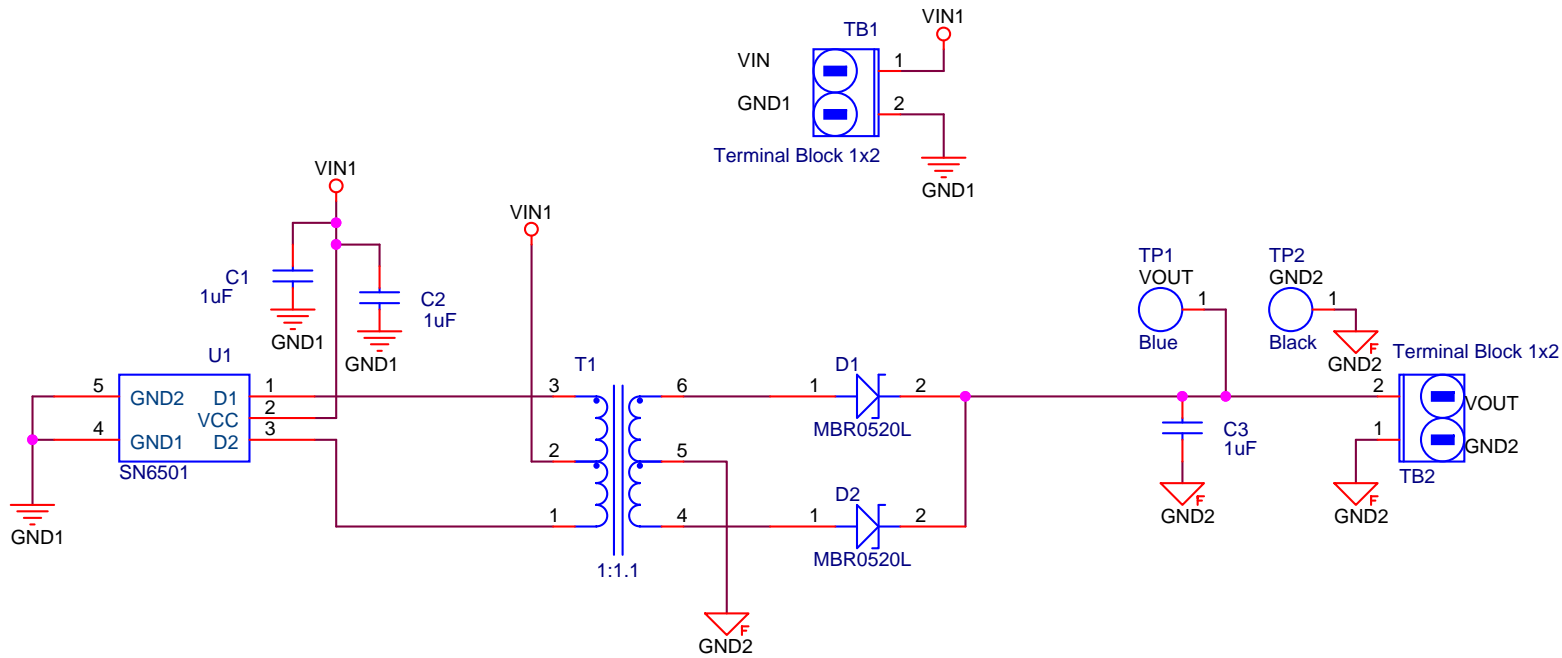 VIN1
TB1
VIN
1
GND1
2
Terminal Block 1x2
GND1
VIN1
C1
1uF
GND1
C2
1uF
GND1
VIN1
U1
5
GND2
D1
1
VCC
2
4
GND1
D2
3
SN6501
GND1
T1
3
2
1
6
5
4
1:1.1
GND2
D1
1
2
MBR0520L
D2
1
2
MBR0520L
TP1
VOUT
1
Blue
TP2
GND2
1
Black
F
GND2
Terminal Block 1x2
2
VOUT
1
GND2
TB2
C3
1uF
F
GND2
F
GND2
F